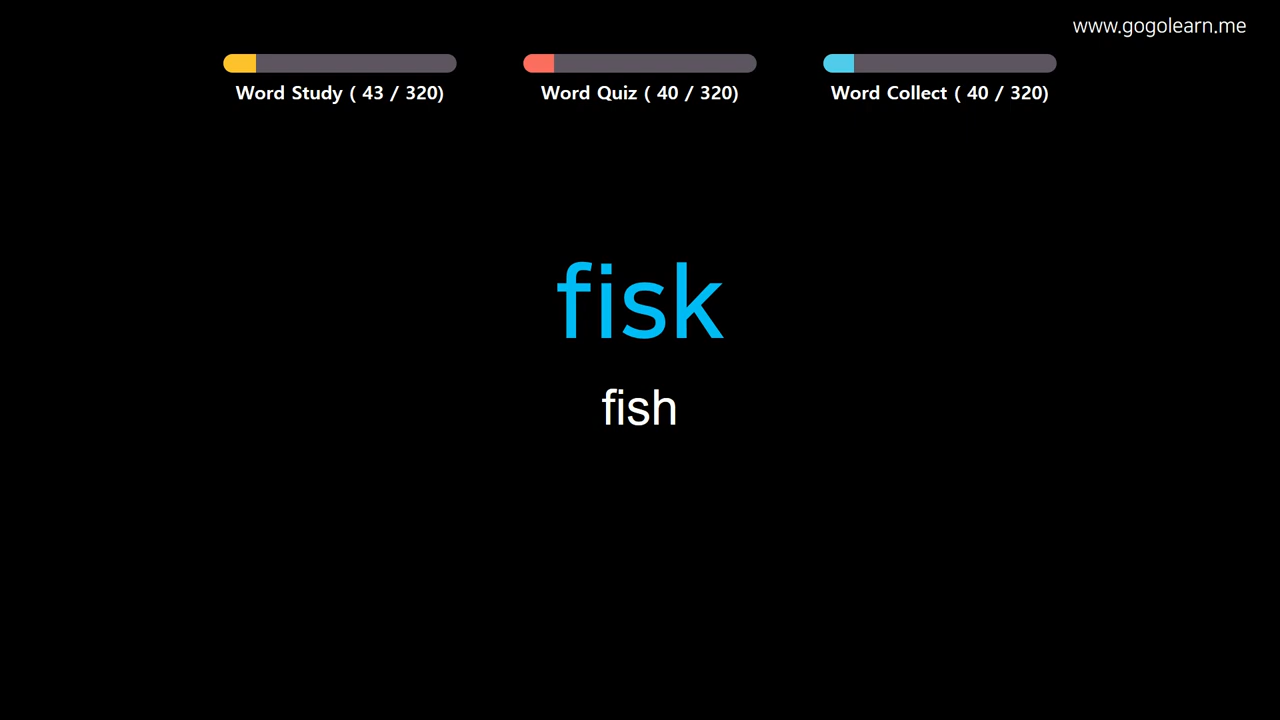 www.gogolearn.me
Word Study ( 43 / 320)
Word Quiz ( 40 / 320)
Word Collect ( 40 / 320)
fisk
fish